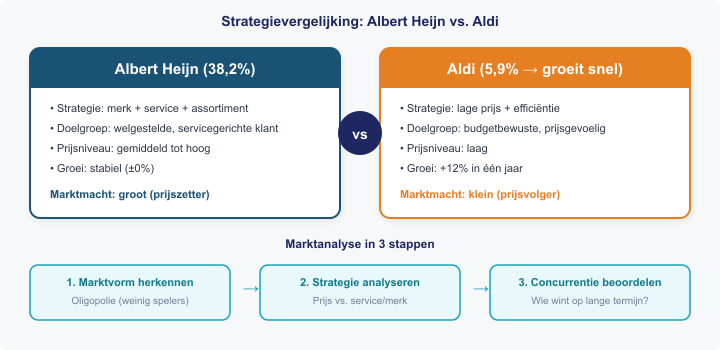 Strategievergelijking: Albert Heijn vs. Aldi
Albert Heijn (38,2%)
• Strategie: merk + service + assortiment
• Doelgroep: welgestelde, servicegerichte klant
• Prijsniveau: gemiddeld tot hoog
• Groei: stabiel (±0%)
Marktmacht: groot (prijszetter)
vs
Aldi (5,9% → groeit snel)
• Strategie: lage prijs + efficiëntie
• Doelgroep: budgetbewuste, prijsgevoelig
• Prijsniveau: laag
• Groei: +12% in één jaar
Marktmacht: klein (prijsvolger)
Marktanalyse in 3 stappen
1. Marktvorm herkennen
Oligopolie (weinig spelers)
→
2. Strategie analyseren
Prijs vs. service/merk
→
3. Concurrentie beoordelen
Wie wint op lange termijn?